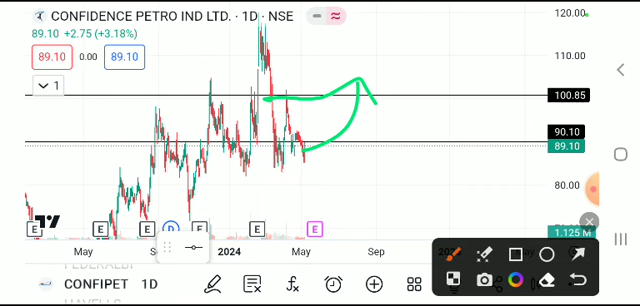 CONFIDENCE PETRO IND LTD. · 1D · NSE
89.10 +2.75 (+3.18%)
89.10 0.00 89.10
1
120.00
110.00
100.85
90.10
89.10
80.00
1.125 M
E E E D E E E
May 2024 May Sep May
CONFIPET 1D